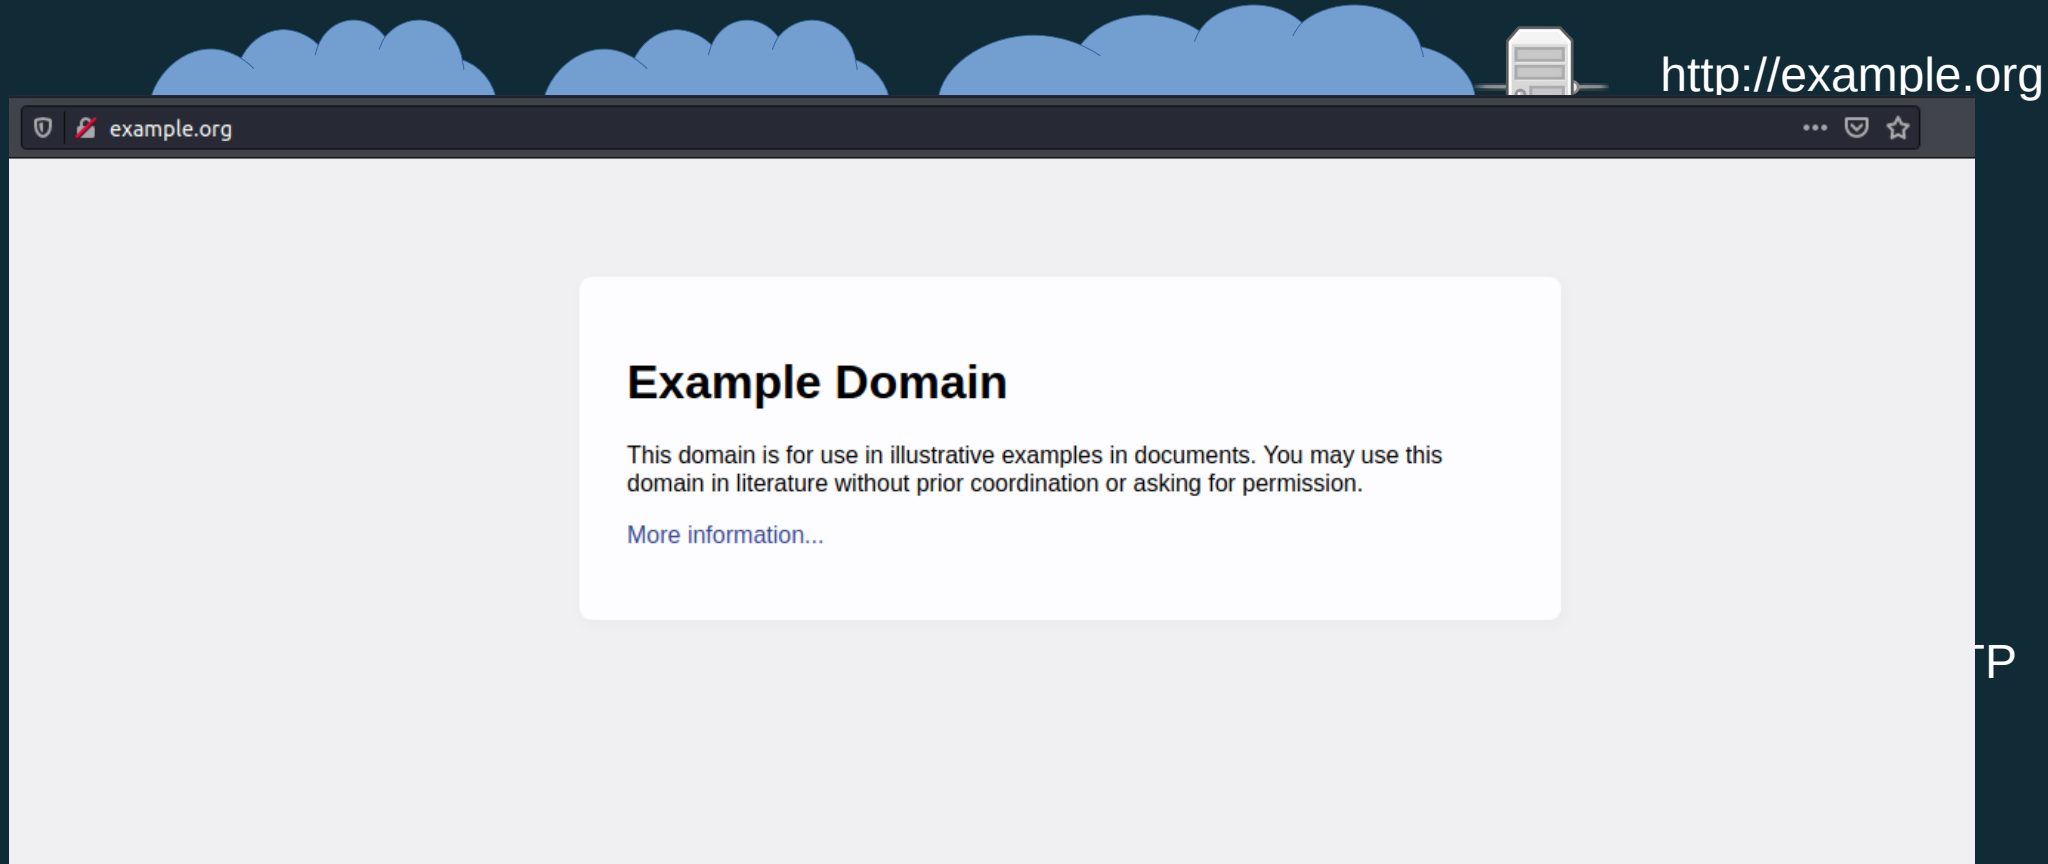 http://example.org
example.org
Example Domain
This domain is for use in illustrative examples in documents. You may use this
domain in literature without prior coordination or asking for permission.
More information...
TP